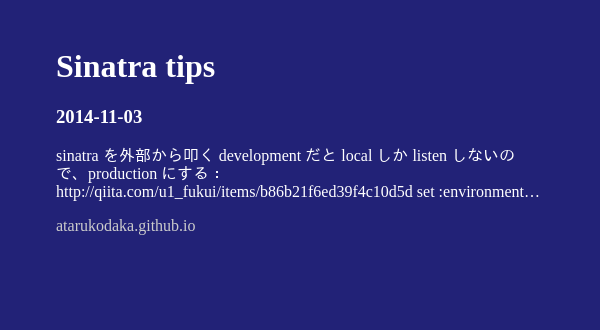 Sinatra tips
2014-11-03
sinatra を外部から叩く development だと local しか listen しないの
で、production にする：
http://qiita.com/u1_fukui/items/b86b21f6ed39f4c10d5d set :environment…
atarukodaka.github.io